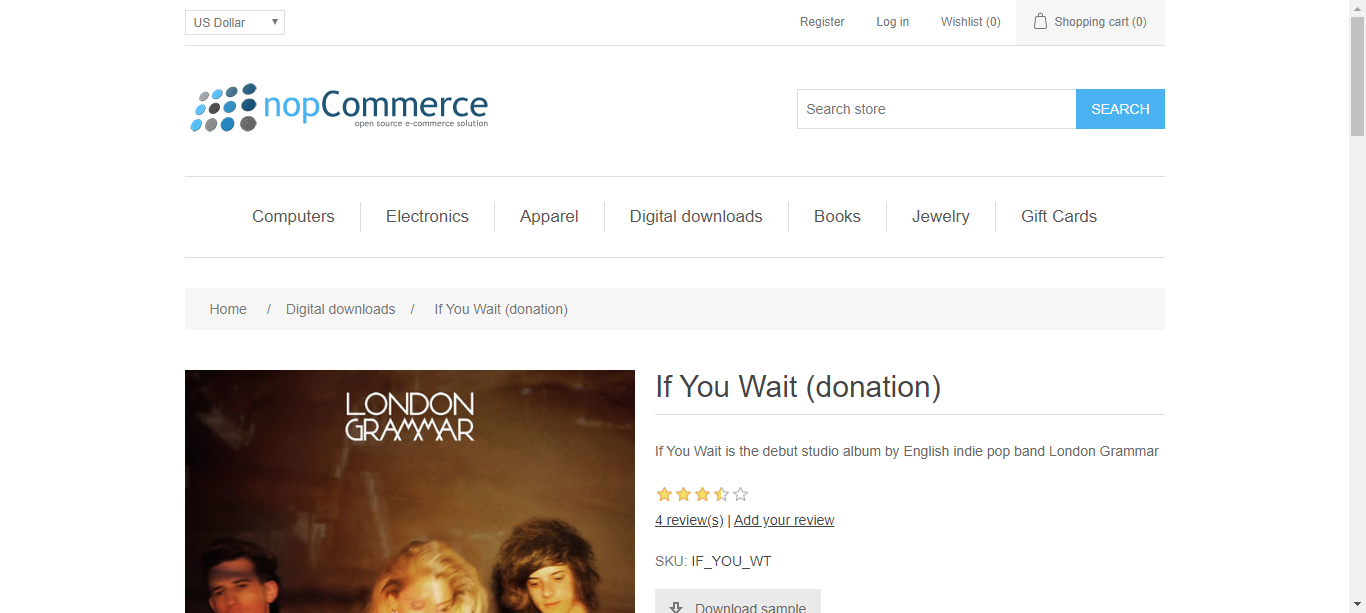 US Dollar
Register
Log in
Wishlist (0)
Shopping cart (0)
nopCommerce
open source e-commerce solution
Search store
SEARCH
Computers
Electronics
Apparel
Digital downloads
Books
Jewelry
Gift Cards
Home / Digital downloads / If You Wait (donation)
LONDON
GRAMMAR
If You Wait (donation)
If You Wait is the debut studio album by English indie pop band London Grammar
4 review(s) | Add your review
SKU: IF_YOU_WT
Download sample